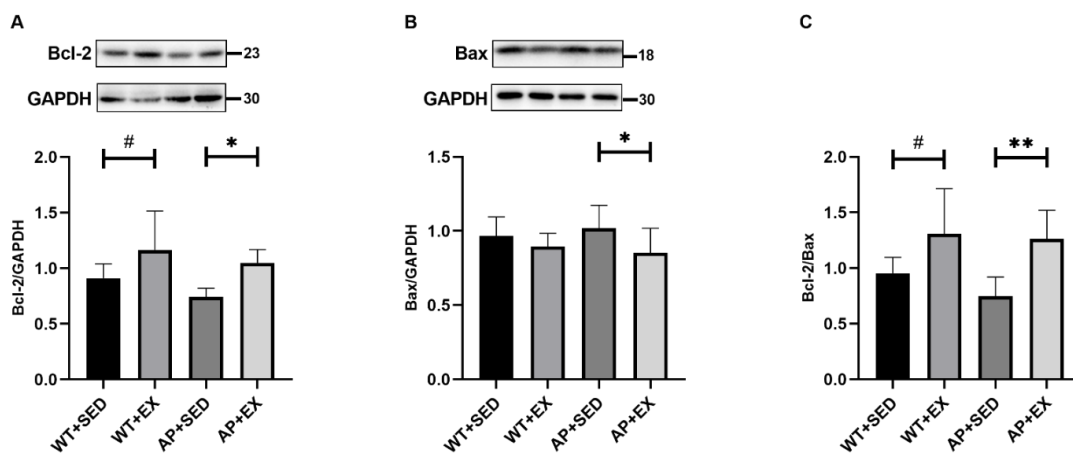 A
Bcl-2
23
GAPDH
30
#
*
2.0
1.5
1.0
0.5
0.0
Bcl-2/GAPDH
WT+SED
WT+EX
AP+SED
AP+EX
B
Bax
18
GAPDH
30
*
1.5
1.0
0.5
0.0
Bax/GAPDH
WT+SED
WT+EX
AP+SED
AP+EX
C
#
**
2.0
1.5
1.0
0.5
0.0
Bcl-2/Bax
WT+SED
WT+EX
AP+SED
AP+EX